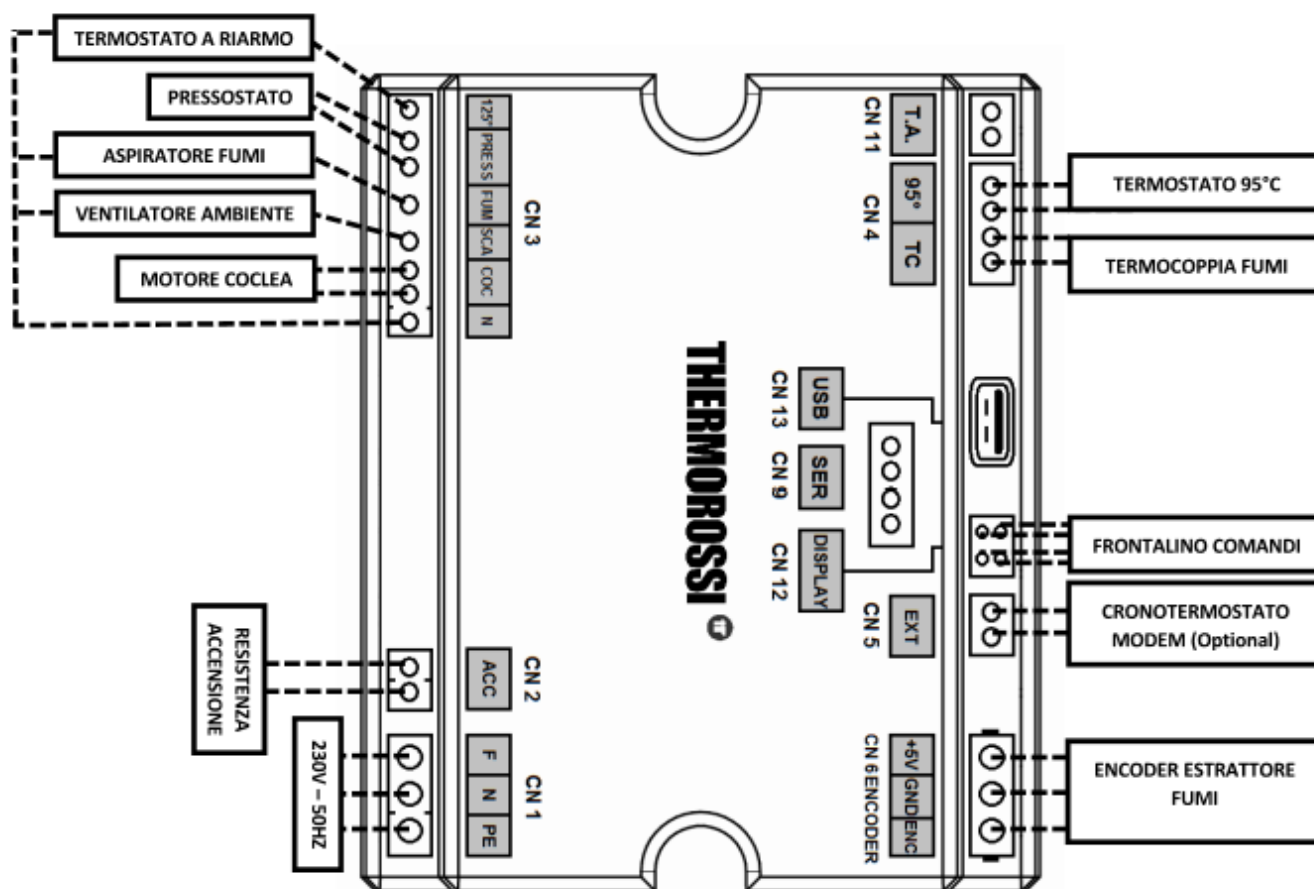 TERMOSTATO A RIARMO
PRESSOSTATO
ASPIRATORE FUMI
VENTILATORE AMBIENTE
MOTORE COCLEA
RESISTENZA
ACCENSIONE
230V – 50HZ
125°
PRESS
FUM
SCA
COC
N
CN 3
ACC
CN 2
F
N
PE
CN 1
THERMOROSSI
CN 11
T.A.
CN 4
95°
TC
CN 13
USB
CN 9
SER
CN 12
DISPLAY
CN 5
EXT
CN 6 ENCODER
+5V
GND
ENC
TERMOSTATO 95°C
TERMOCOPPIA FUMI
FRONTALINO COMANDI
CRONOTERMOSTATO
MODEM (Optional)
ENCODER ESTRATTORE
FUMI